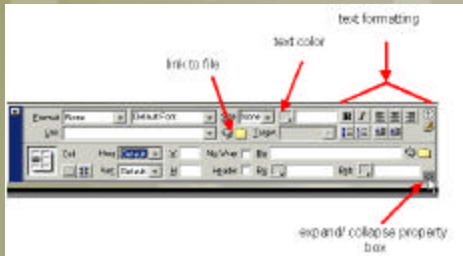 text formatting
text color
link to file
Format None Default Font Size None B I
Link Target
Cell Horz Default W No Wrap Bg
Vert Default H Header Bg Brdr
expand/ collapse property
box